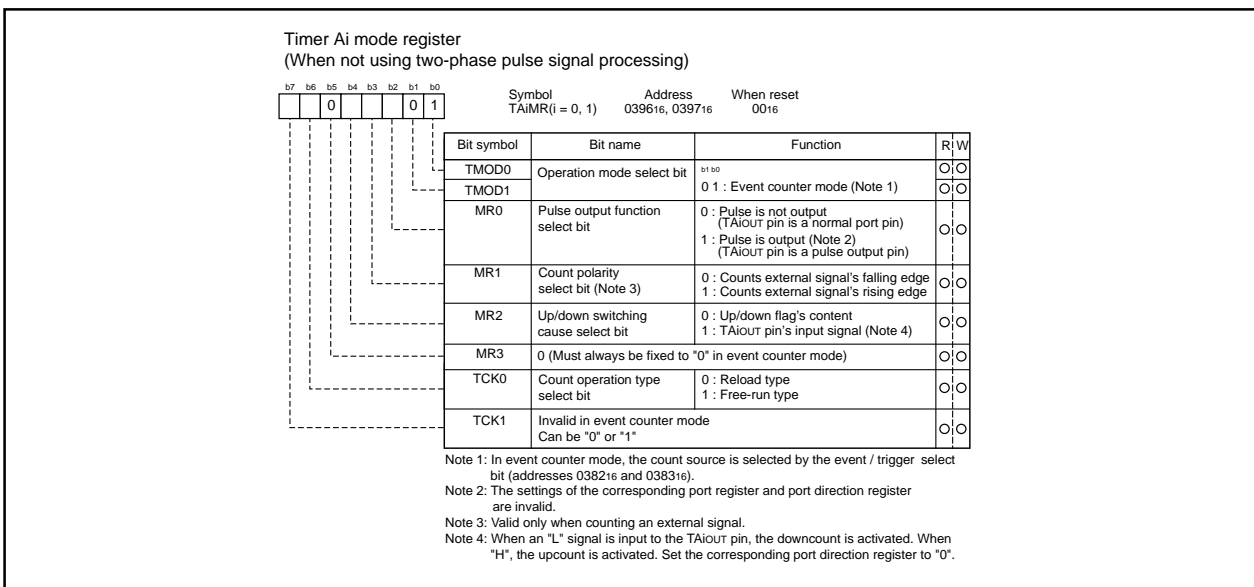 Timer Ai mode register
(When not using two-phase pulse signal processing)
b7 b6 b5 b4 b3 b2 b1 b0
0 0 1
Symbol Address When reset
TAiMR(i = 0, 1) 039616, 039716 0016
Bit symbol Bit name Function R W
TMOD0 Operation mode select bit b1 b0
TMOD1 0 1 : Event counter mode (Note 1)
MR0 Pulse output function 0 : Pulse is not output
select bit (TAiOUT pin is a normal port pin)
1 : Pulse is output (Note 2)
(TAiOUT pin is a pulse output pin)
MR1 Count polarity 0 : Counts external signal's falling edge
select bit (Note 3) 1 : Counts external signal's rising edge
MR2 Up/down switching 0 : Up/down flag's content
cause select bit 1 : TAiOUT pin's input signal (Note 4)
MR3 0 (Must always be fixed to "0" in event counter mode)
TCK0 Count operation type 0 : Reload type
select bit 1 : Free-run type
TCK1 Invalid in event counter mode
Can be "0" or "1"
Note 1: In event counter mode, the count source is selected by the event / trigger select
bit (addresses 038216 and 038316).
Note 2: The settings of the corresponding port register and port direction register
are invalid.
Note 3: Valid only when counting an external signal.
Note 4: When an "L" signal is input to the TAiOUT pin, the downcount is activated. When
"H", the upcount is activated. Set the corresponding port direction register to "0".